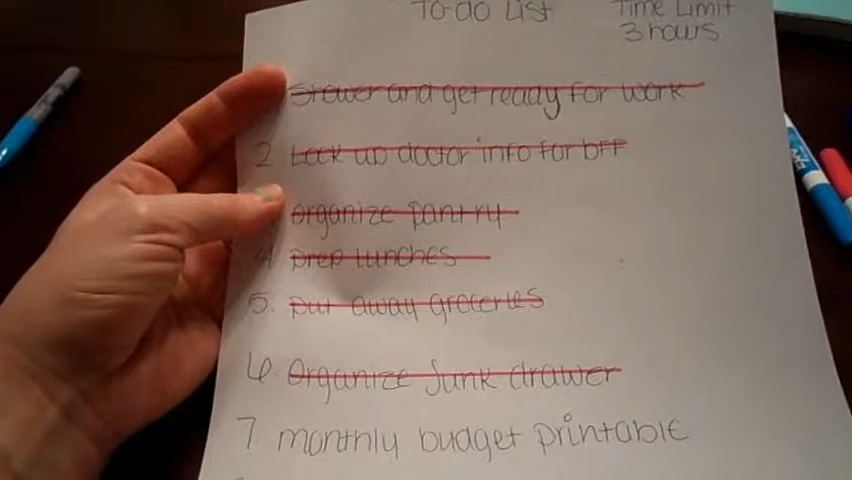 To-do List
Time Limit
3 hours
Shower and get ready for work
2 Look up doctor info for bff
organize pantry
4 prep lunches
5. put away groceries
6 Organize Junk drawer
7 monthly budget printable